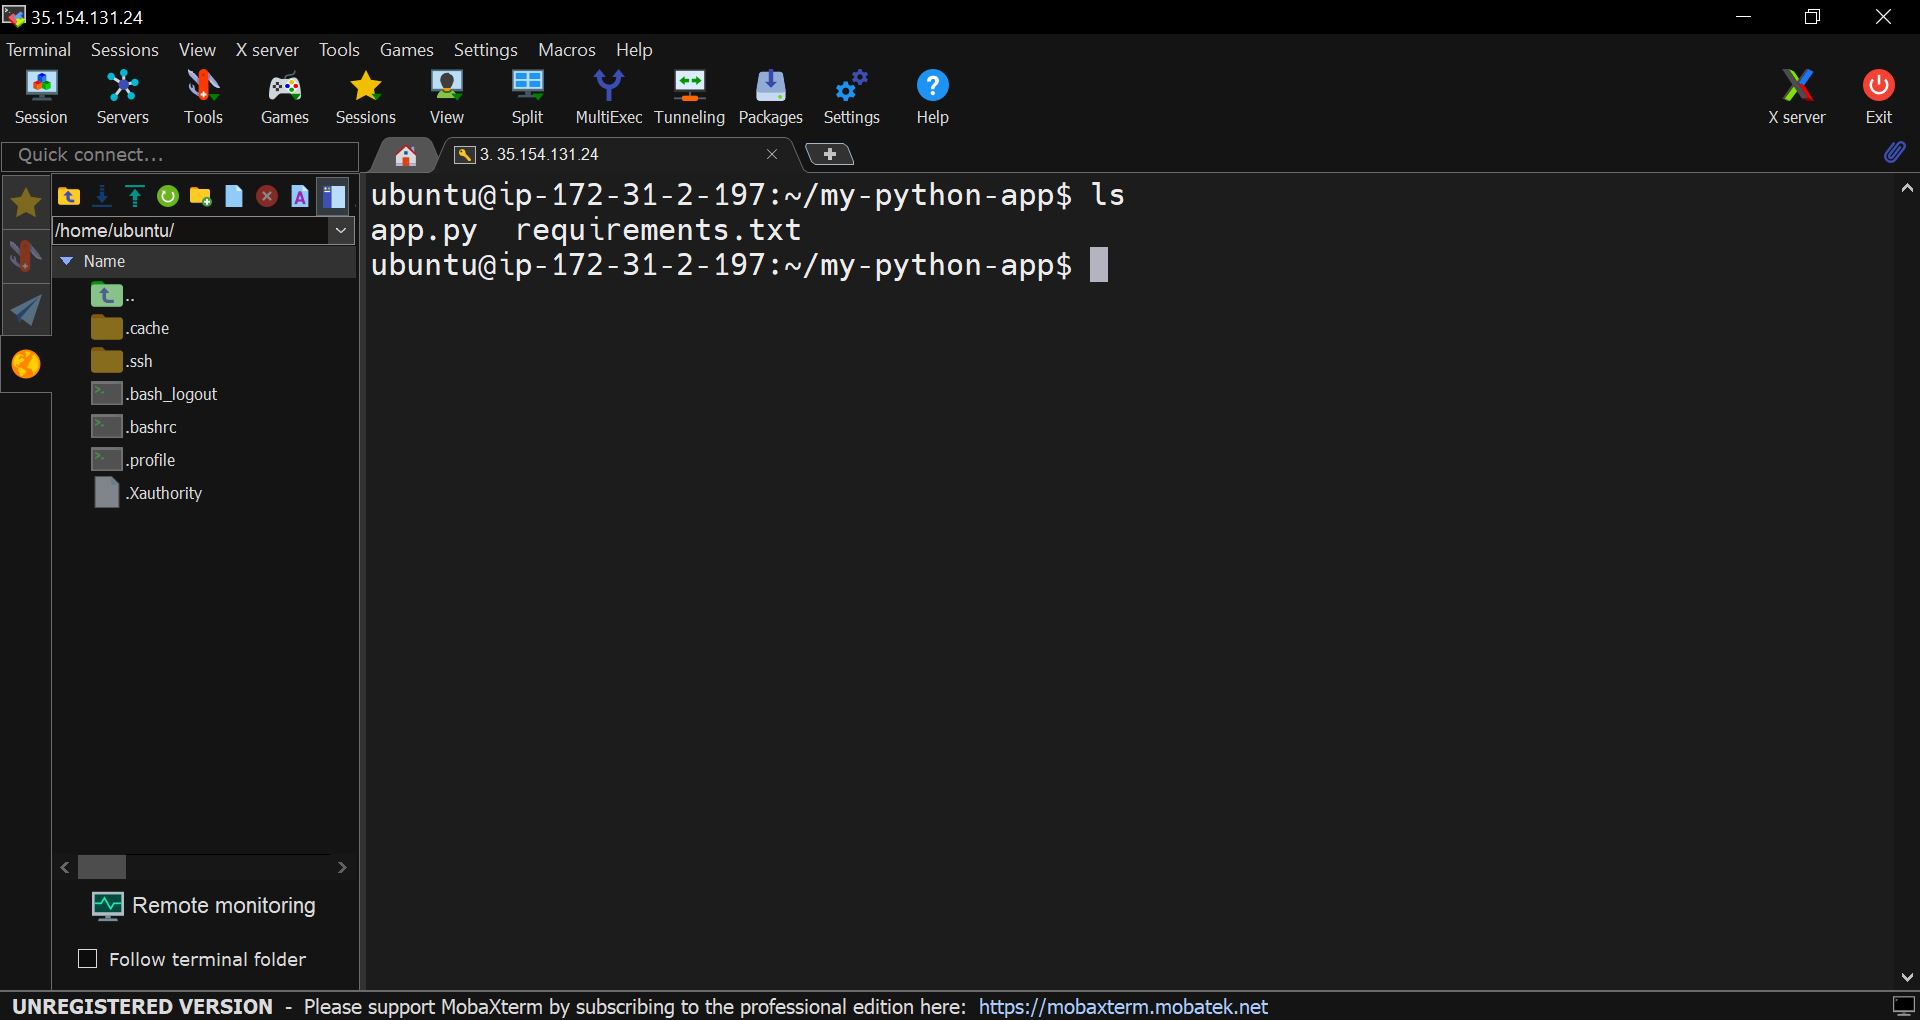 35.154.131.24
Terminal Sessions View X server Tools Games Settings Macros Help
Session Servers Tools Games Sessions View Split MultiExec Tunneling Packages Settings Help X server Exit
Quick connect...
3. 35.154.131.24
/home/ubuntu/
Name
..
.cache
.ssh
.bash_logout
.bashrc
.profile
.Xauthority
Remote monitoring
Follow terminal folder
ubuntu@ip-172-31-2-197:~/my-python-app$ ls
app.py  requirements.txt
ubuntu@ip-172-31-2-197:~/my-python-app$
UNREGISTERED VERSION - Please support MobaXterm by subscribing to the professional edition here: https://mobaxterm.mobatek.net